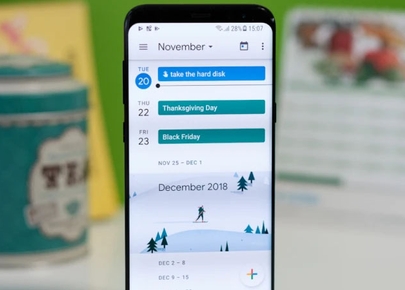 28% 15:07
November
TUE
20
take the hard disk
THU
22
Thanksgiving Day
FRI
23
Black Friday
NOV 25 – DEC 1
December 2018
DEC 2 – 8
DEC 9 – 15
TEA